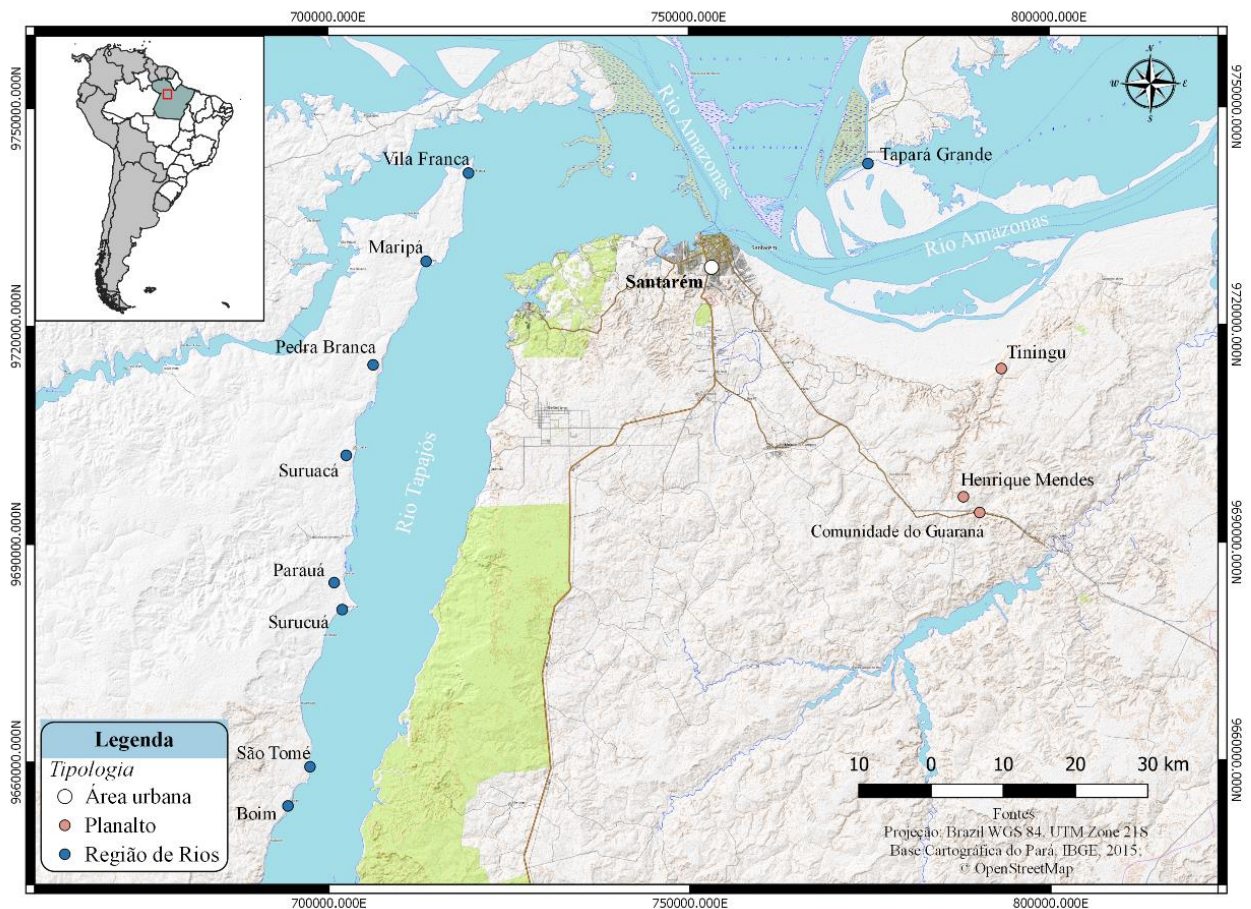 700000.000E
750000.000E
800000.000E
9750000.000N
9750000.000N
N
W
E
S
Rio Amazonas
Tapará Grande
Vila Franca
Rio Amazonas
Maripá
Santarém
9720000.000N
9720000.000N
Pedra Branca
Tiningu
Rio Tapajós
Suruacá
Henrique Mendes
Comunidade do Guaraná
9690000.000N
9690000.000N
Parauá
Surucuá
São Tomé
Boim
9660000.000N
9660000.000N
Legenda
Tipologia
Área urbana
Planalto
Região de Rios
10 0 10 20 30 km
Fontes
Projeção: Brazil WGS 84, UTM Zone 21S
Base Cartográfica do Pará, IBGE, 2015;
© OpenStreetMap
700000.000E
750000.000E
800000.000E